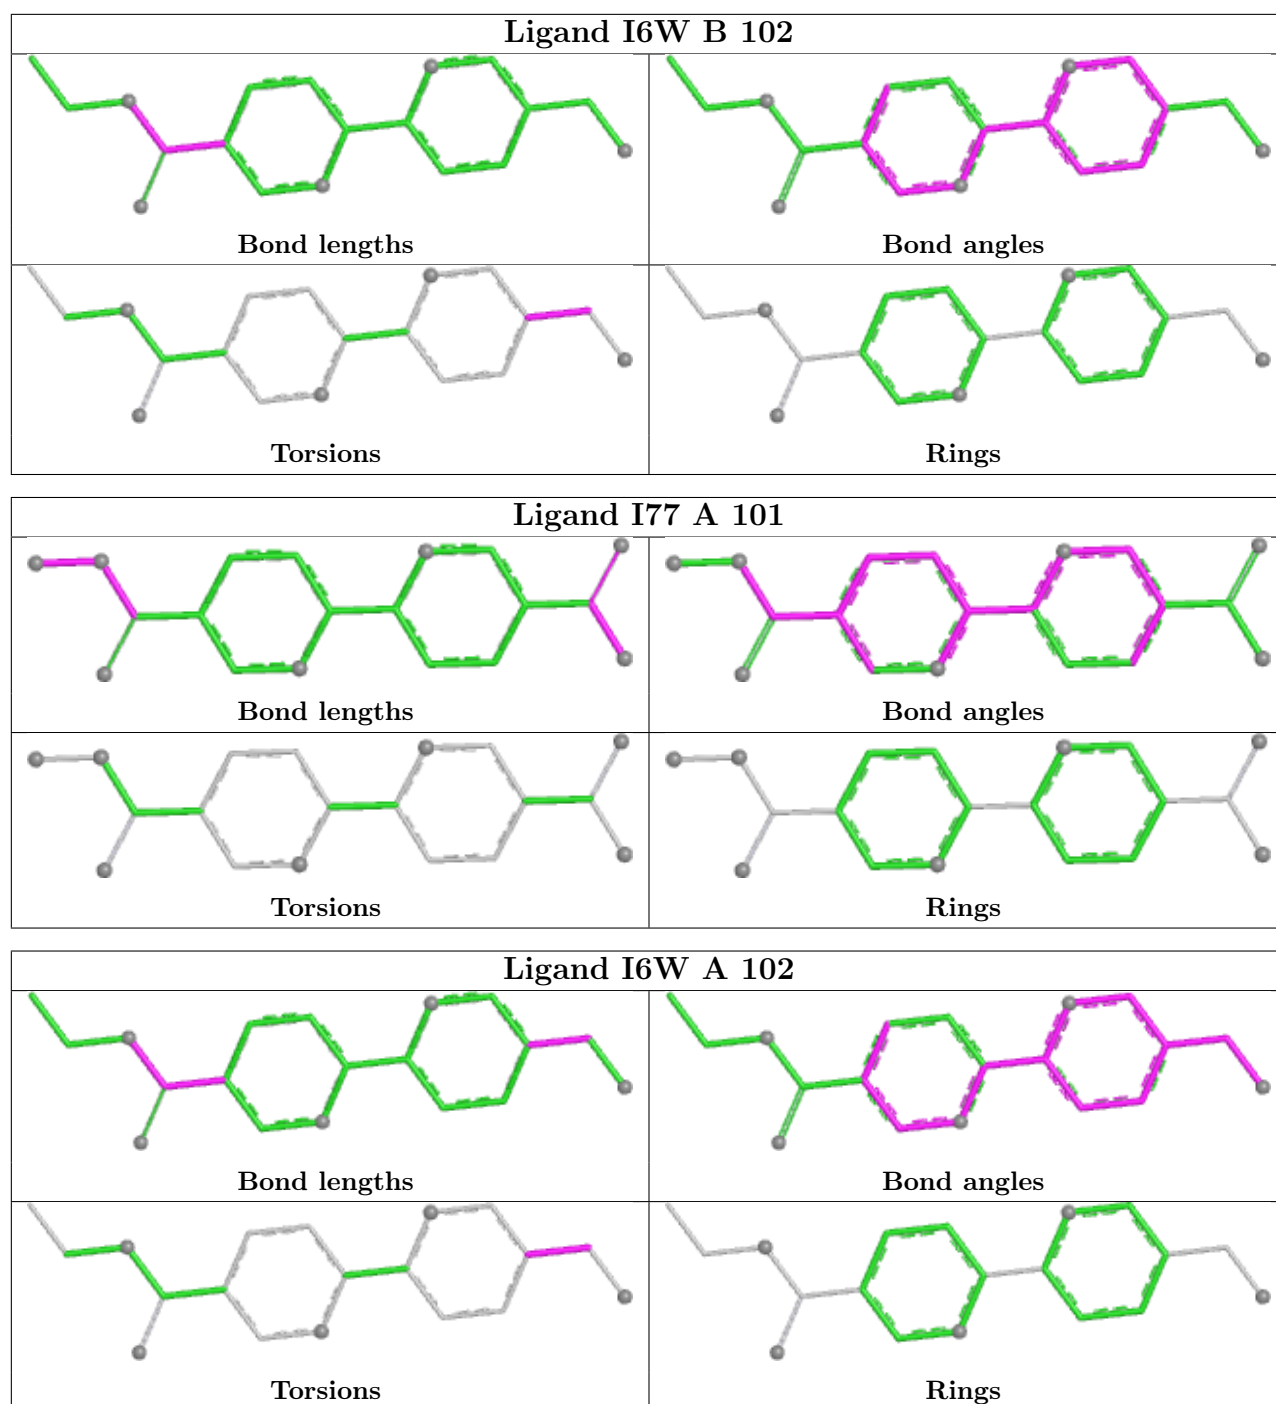 Ligand I6W B 102
Bond lengths
Bond angles
Torsions
Rings
Ligand I77 A 101
Bond lengths
Bond angles
Torsions
Rings
Ligand I6W A 102
Bond lengths
Bond angles
Torsions
Rings